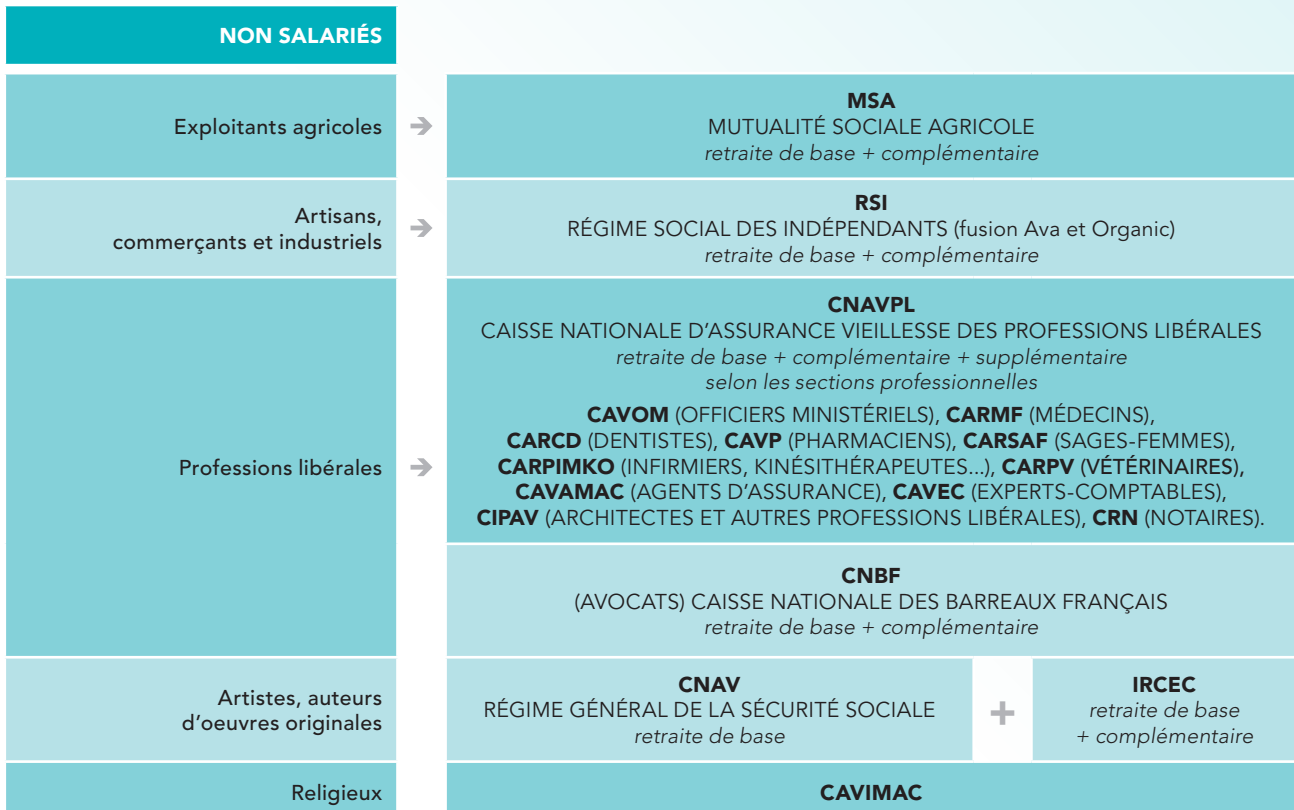 NON SALARIÉS
Exploitants agricoles
MSA
MUTUALITÉ SOCIALE AGRICOLE
retraite de base + complémentaire
Artisans,
commerçants et industriels
RSI
RÉGIME SOCIAL DES INDÉPENDANTS (fusion Ava et Organic)
retraite de base + complémentaire
Professions libérales
CNAVPL
CAISSE NATIONALE D'ASSURANCE VIEILLESSE DES PROFESSIONS LIBÉRALES
retraite de base + complémentaire + supplémentaire
selon les sections professionnelles
CAVOM (OFFICIERS MINISTÉRIELS), CARMF (MÉDECINS),
CARCD (DENTISTES), CAVP (PHARMACIENS), CARSAF (SAGES-FEMMES),
CARPIMKO (INFIRMIERS, KINÉSITHÉRAPEUTES...), CARPV (VÉTÉRINAIRES),
CAVAMAC (AGENTS D'ASSURANCE), CAVEC (EXPERTS-COMPTABLES),
CIPAV (ARCHITECTES ET AUTRES PROFESSIONS LIBÉRALES), CRN (NOTAIRES).
CNBF
(AVOCATS) CAISSE NATIONALE DES BARREAUX FRANÇAIS
retraite de base + complémentaire
Artistes, auteurs
d'oeuvres originales
CNAV
RÉGIME GÉNÉRAL DE LA SÉCURITÉ SOCIALE
retraite de base
+
IRCEC
retraite de base
+ complémentaire
Religieux
CAVIMAC